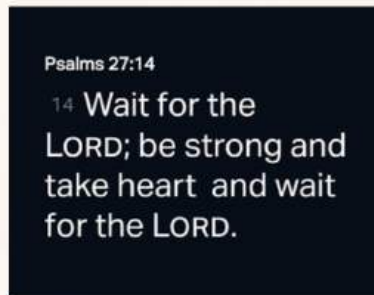 Psalms 27:14
14 Wait for the
LORD; be strong and
take heart and wait
for the LORD.